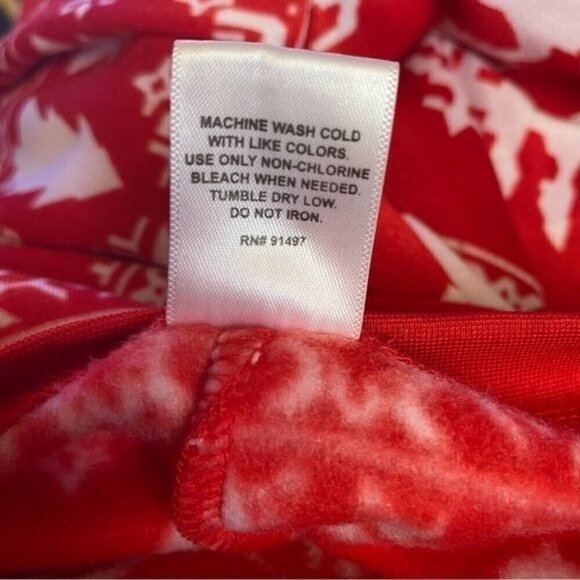 MACHINE WASH COLD
WITH LIKE COLORS.
USE ONLY NON-CHLORINE
BLEACH WHEN NEEDED.
TUMBLE DRY LOW.
DO NOT IRON.
RN# 91497